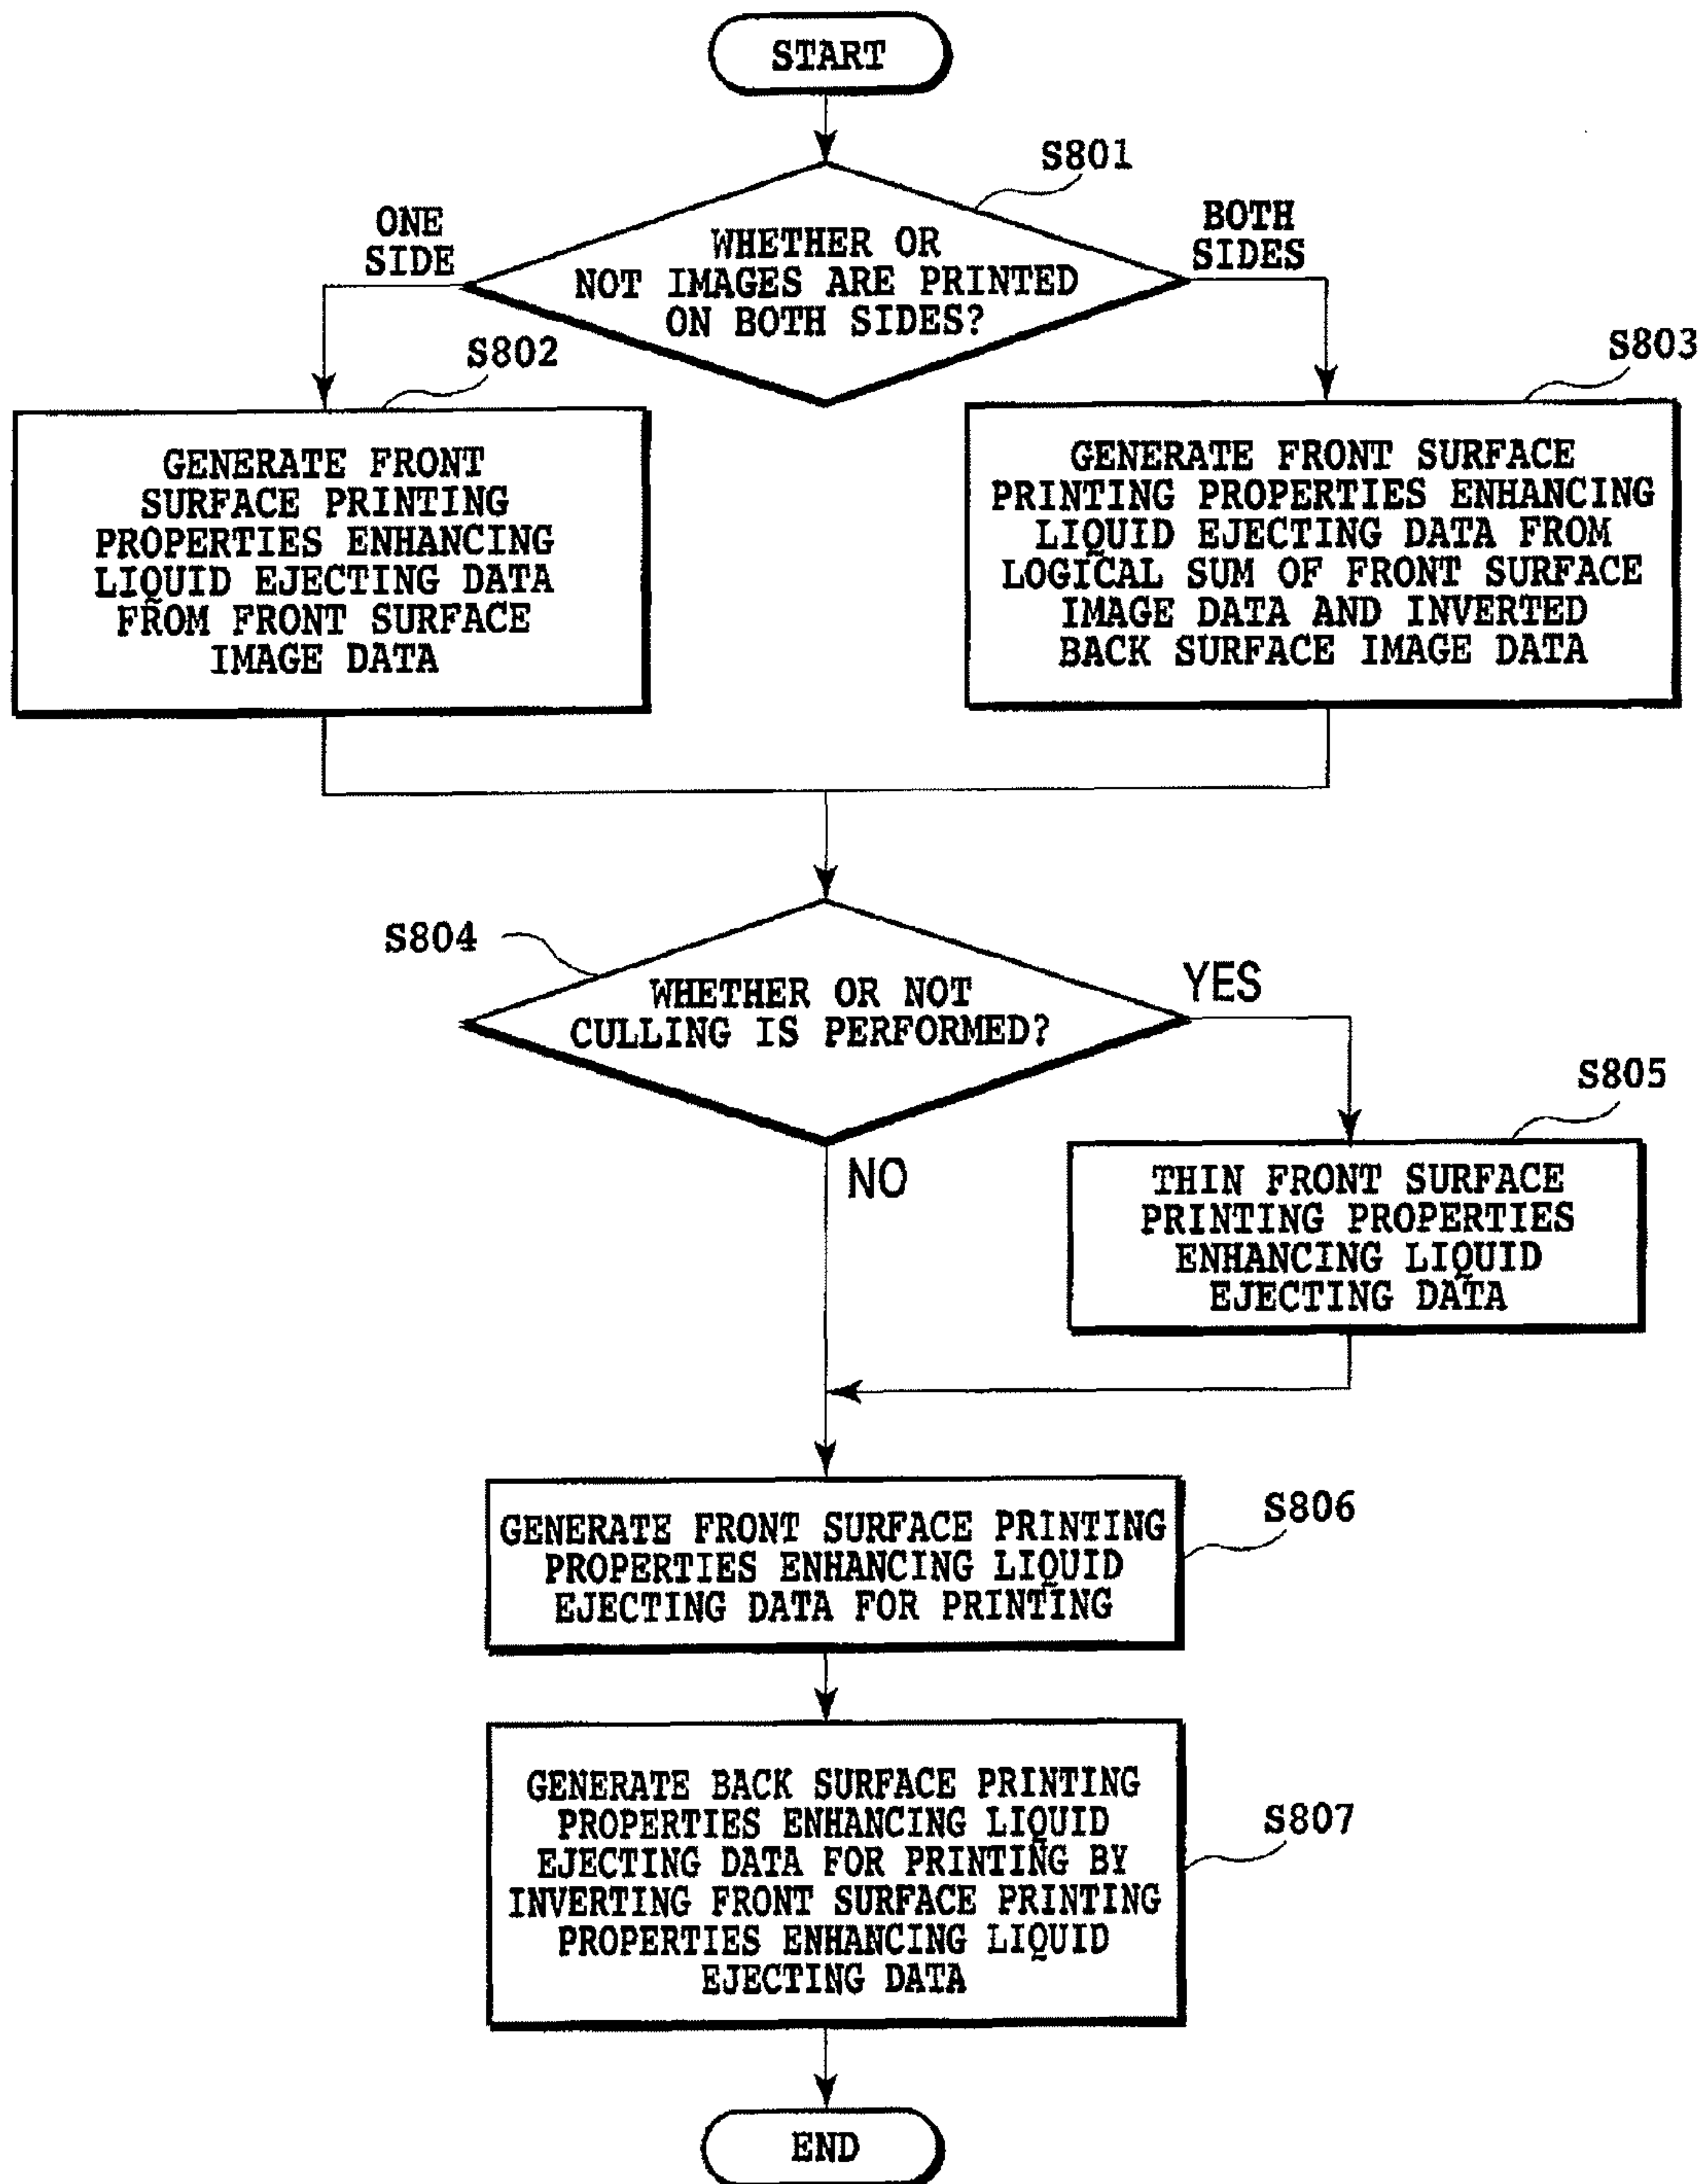 START
S801
ONE
SIDE
WHETHER OR
NOT IMAGES ARE PRINTED
ON BOTH SIDES?
BOTH
SIDES
S802
GENERATE FRONT
SURFACE PRINTING
PROPERTIES ENHANCING
LIQUID EJECTING DATA
FROM FRONT SURFACE
IMAGE DATA
S803
GENERATE FRONT SURFACE
PRINTING PROPERTIES ENHANCING
LIQUID EJECTING DATA FROM
LOGICAL SUM OF FRONT SURFACE
IMAGE DATA AND INVERTED
BACK SURFACE IMAGE DATA
S804
WHETHER OR NOT
CULLING IS PERFORMED?
YES
NO
S805
THIN FRONT SURFACE
PRINTING PROPERTIES
ENHANCING LIQUID
EJECTING DATA
GENERATE FRONT SURFACE PRINTING
PROPERTIES ENHANCING LIQUID
EJECTING DATA FOR PRINTING
S806
GENERATE BACK SURFACE PRINTING
PROPERTIES ENHANCING LIQUID
EJECTING DATA FOR PRINTING BY
INVERTING FRONT SURFACE PRINTING
PROPERTIES ENHANCING LIQUID
EJECTING DATA
S807
END